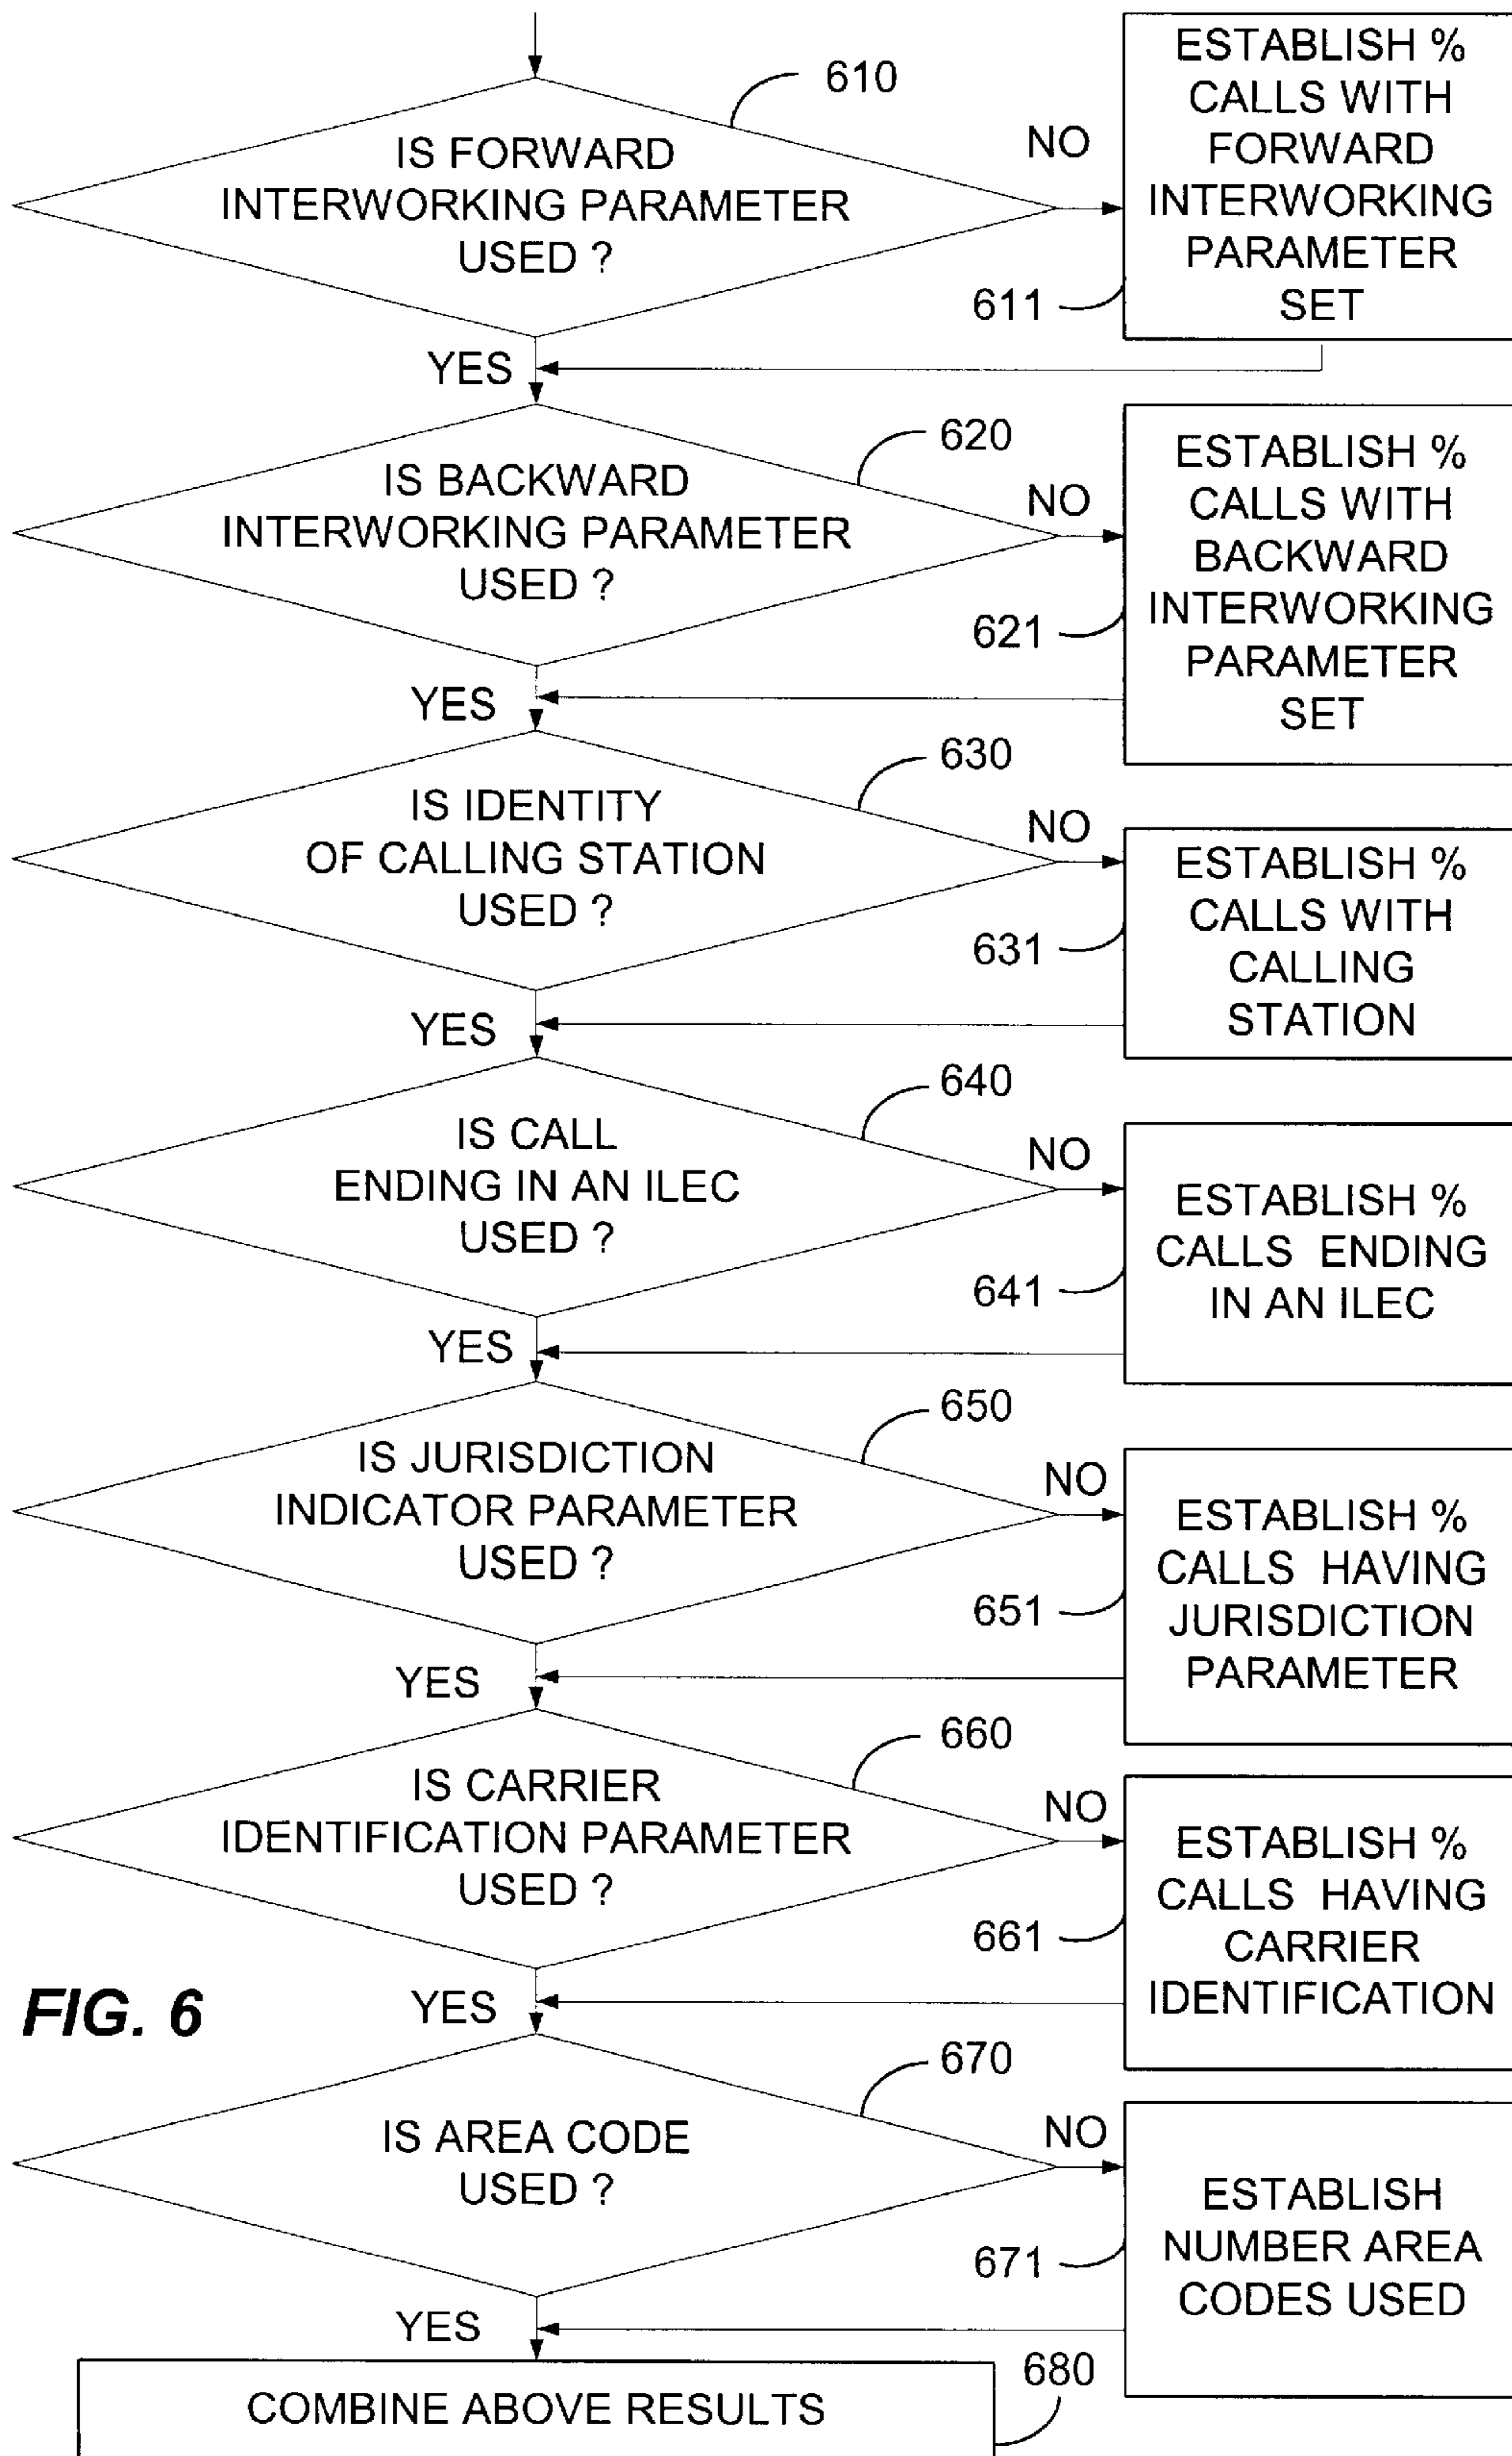 610
IS FORWARD
INTERWORKING PARAMETER
USED ?
NO
ESTABLISH %
CALLS WITH
FORWARD
INTERWORKING
PARAMETER
SET
611
YES
620
IS BACKWARD
INTERWORKING PARAMETER
USED ?
NO
ESTABLISH %
CALLS WITH
BACKWARD
INTERWORKING
PARAMETER
SET
621
YES
630
IS IDENTITY
OF CALLING STATION
USED ?
NO
ESTABLISH %
CALLS WITH
CALLING
STATION
631
YES
640
IS CALL
ENDING IN AN ILEC
USED ?
NO
ESTABLISH %
CALLS ENDING
IN AN ILEC
641
YES
650
IS JURISDICTION
INDICATOR PARAMETER
USED ?
NO
ESTABLISH %
CALLS HAVING
JURISDICTION
PARAMETER
651
YES
660
IS CARRIER
IDENTIFICATION PARAMETER
USED ?
NO
ESTABLISH %
CALLS HAVING
CARRIER
IDENTIFICATION
661
FIG. 6
YES
670
IS AREA CODE
USED ?
NO
ESTABLISH
NUMBER AREA
CODES USED
671
YES
680
COMBINE ABOVE RESULTS